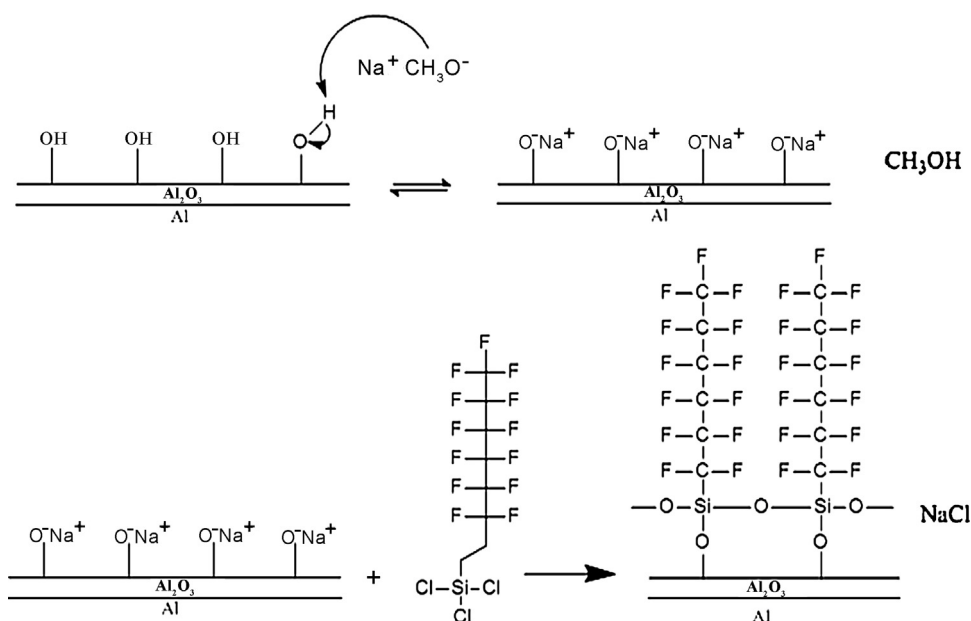 Na⁺ CH₃O⁻
H
OH OH OH O
O⁻Na⁺ O⁻Na⁺ O⁻Na⁺ O⁻Na⁺
CH₃OH
Al₂O₃
Al
Al₂O₃
Al
F F
F C F F C F
F C F F C F
F C F F C F
F C F F C F
F C F F C F
F C F F C F
O Si O Si O
O O
NaCl
Al₂O₃
Al
F
F F
F F
F F
F F
F F
F F
Cl Si Cl
Cl
O⁻Na⁺ O⁻Na⁺ O⁻Na⁺ O⁻Na⁺
+
Al₂O₃
Al